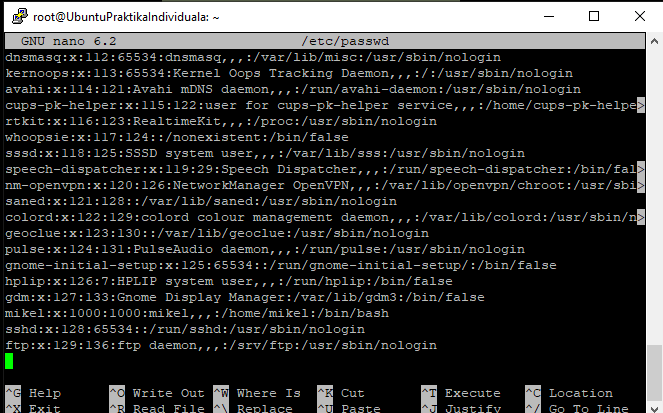 root@UbuntuPraktikaIndividuala: ~
GNU nano 6.2 /etc/passwd
dnsmasq:x:112:65534:dnsmasq,,,:/var/lib/misc:/usr/sbin/nologin
kernoops:x:113:65534:Kernel Oops Tracking Daemon,,,:/:/usr/sbin/nologin
avahi:x:114:121:Avahi mDNS daemon,,,:/run/avahi-daemon:/usr/sbin/nologin
cups-pk-helper:x:115:122:user for cups-pk-helper service,,,:/home/cups-pk-helpe>
rtkit:x:116:123:RealtimeKit,,,:/proc:/usr/sbin/nologin
whoopsie:x:117:124::/nonexistent:/bin/false
sssd:x:118:125:SSSD system user,,,:/var/lib/sss:/usr/sbin/nologin
speech-dispatcher:x:119:29:Speech Dispatcher,,,:/run/speech-dispatcher:/bin/fal>
nm-openvpn:x:120:126:NetworkManager OpenVPN,,,:/var/lib/openvpn/chroot:/usr/sbi>
saned:x:121:128::/var/lib/saned:/usr/sbin/nologin
colord:x:122:129:colord colour management daemon,,,:/var/lib/colord:/usr/sbin/n>
geoclue:x:123:130::/var/lib/geoclue:/usr/sbin/nologin
pulse:x:124:131:PulseAudio daemon,,,:/run/pulse:/usr/sbin/nologin
gnome-initial-setup:x:125:65534::/run/gnome-initial-setup/:/bin/false
hplip:x:126:7:HPLIP system user,,,:/run/hplip:/bin/false
gdm:x:127:133:Gnome Display Manager:/var/lib/gdm3:/bin/false
mikel:x:1000:1000:mikel,,,:/home/mikel:/bin/bash
sshd:x:128:65534::/run/sshd:/usr/sbin/nologin
ftp:x:129:136:ftp daemon,,,:/srv/ftp:/usr/sbin/nologin
^G Help ^O Write Out ^W Where Is ^K Cut ^T Execute ^C Location
^X Exit ^R Read File ^\ Replace ^U Paste ^J Justify ^/ Go To Line